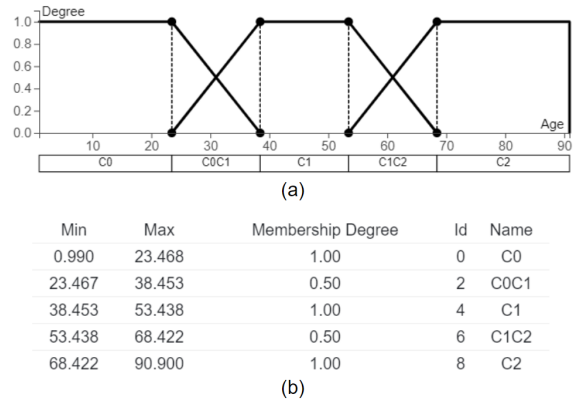 Degree
1.0
0.8
0.6
0.4
0.2
0.0
Age
10 20 30 40 50 60 70 80 90
C0 C0C1 C1 C1C2 C2
(a)
Min Max Membership Degree Id Name
0.990 23.468 1.00 0 C0
23.467 38.453 0.50 2 C0C1
38.453 53.438 1.00 4 C1
53.438 68.422 0.50 6 C1C2
68.422 90.900 1.00 8 C2
(b)